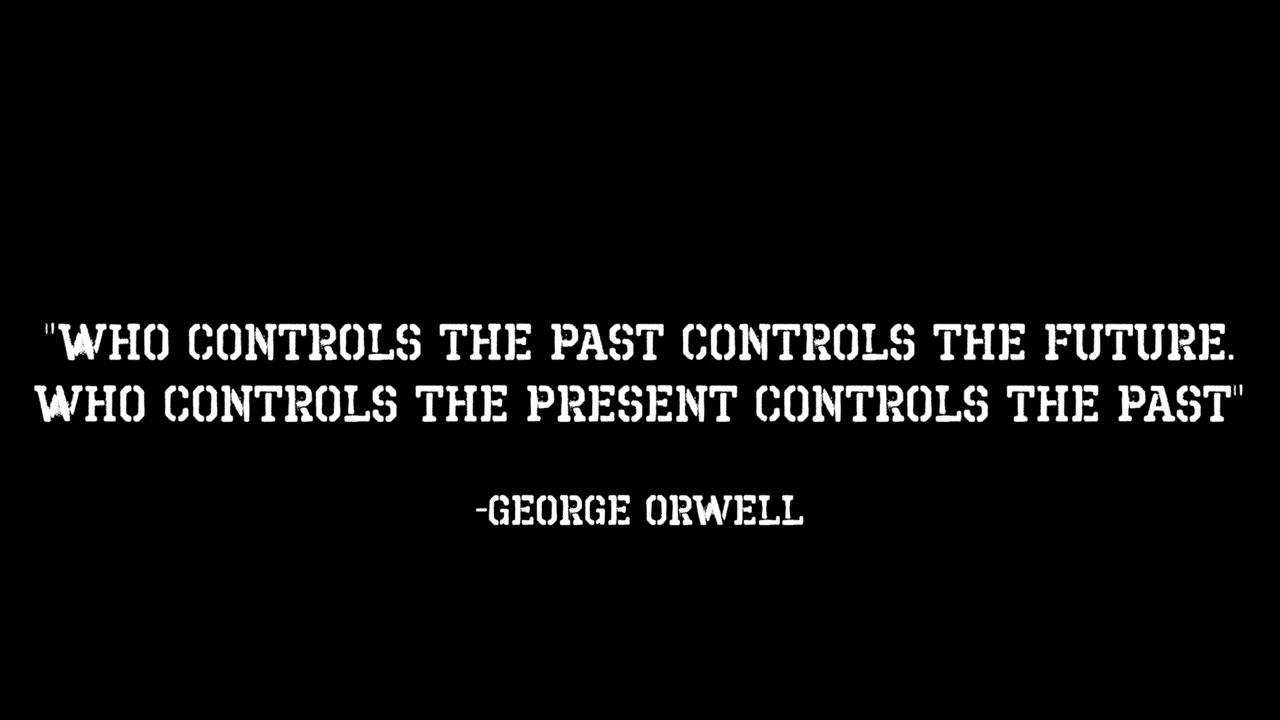 "WHO CONTROLS THE PAST CONTROLS THE FUTURE.
WHO CONTROLS THE PRESENT CONTROLS THE PAST"
-GEORGE ORWELL